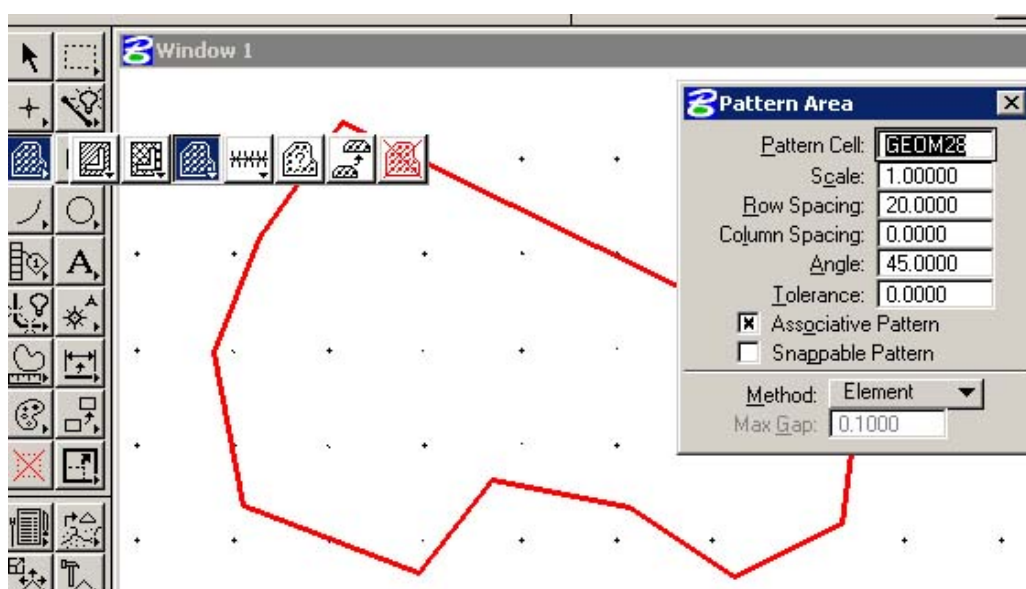 Window 1
Pattern Area
Pattern Cell: GEOM28
Scale: 1.00000
Row Spacing: 20.0000
Column Spacing: 0.0000
Angle: 45.0000
Tolerance: 0.0000
Associative Pattern
Snappable Pattern
Method: Element
Max Gap: 0.1000
A